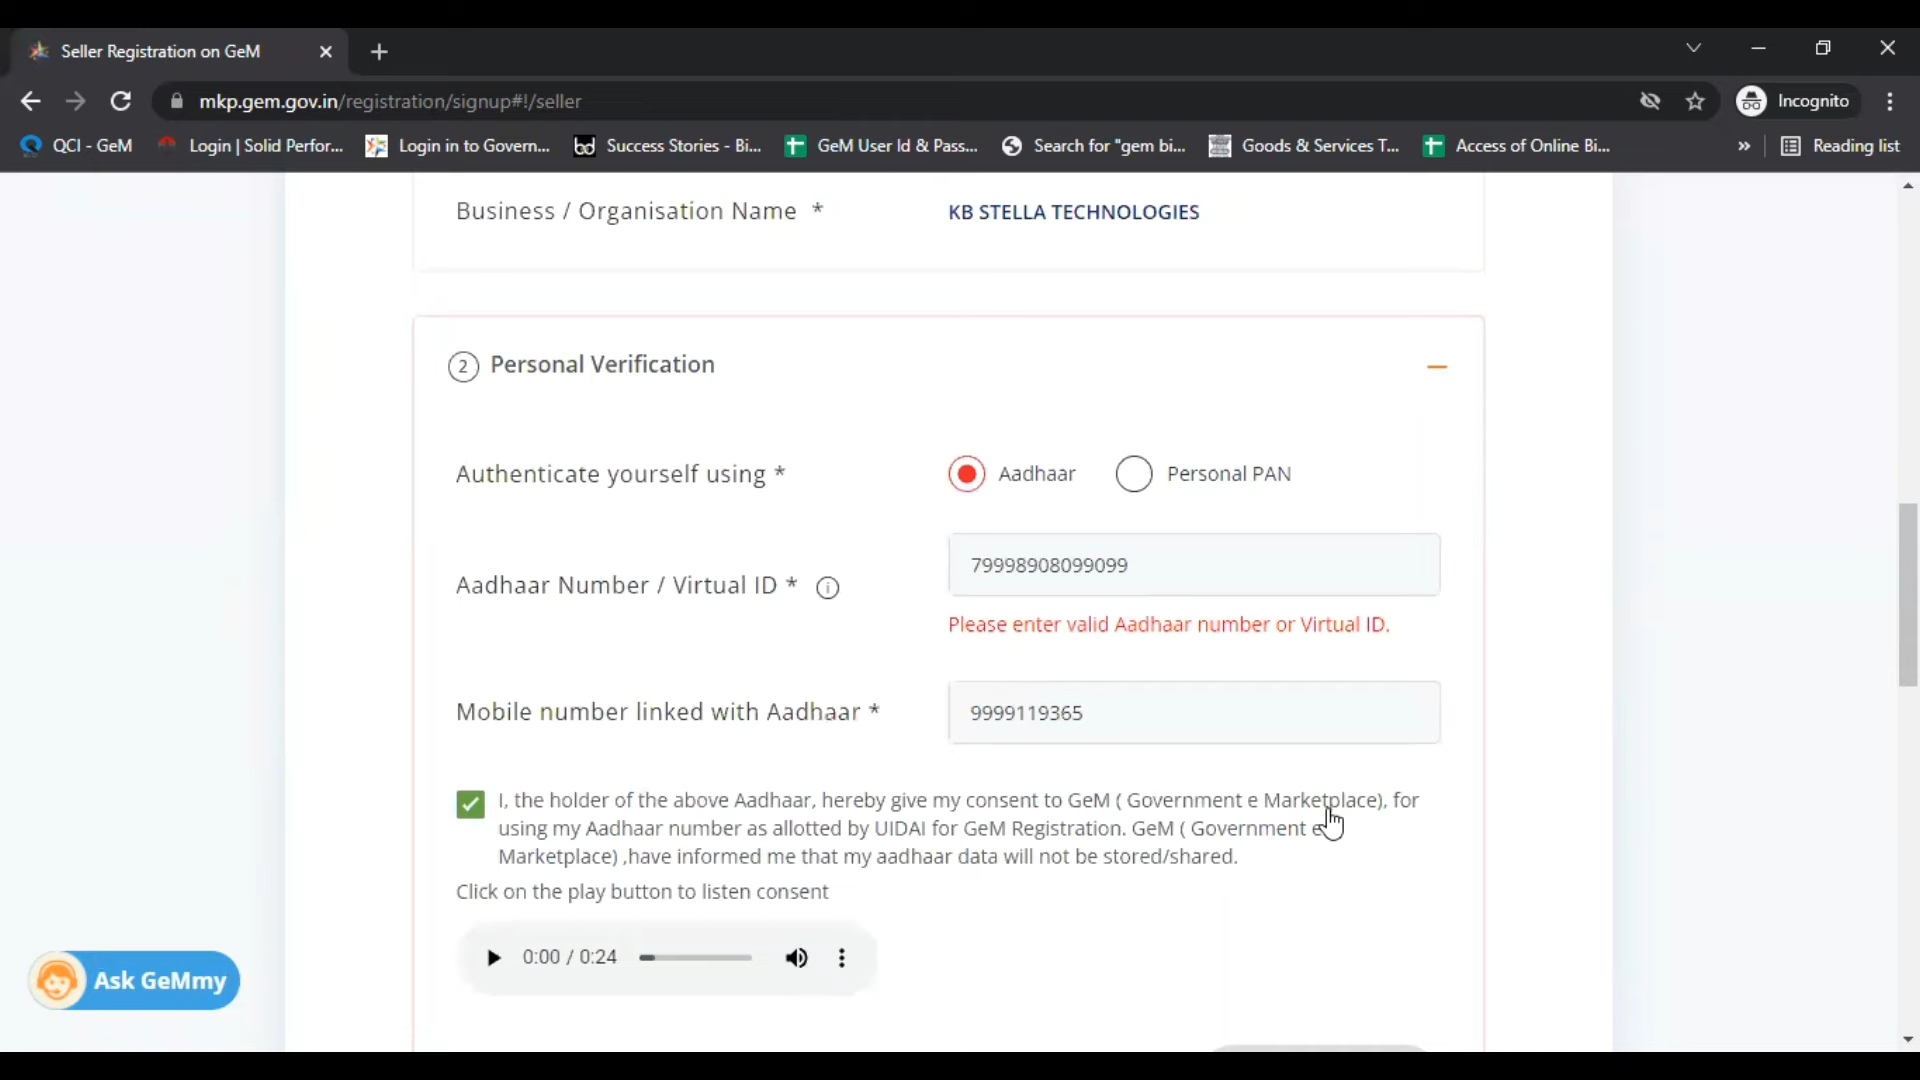 Seller Registration on GeM
mkp.gem.gov.in/registration/signup#!/seller
Incognito
QCI - GeM
Login | Solid Perfor...
Login in to Govern...
bd
Success Stories - Bi...
GeM User Id & Pass...
Search for "gem bi...
Goods & Services T...
Access of Online Bi...
»
Reading list
Business / Organisation Name *
KB STELLA TECHNOLOGIES
2 Personal Verification
Authenticate yourself using *
Aadhaar
Personal PAN
Aadhaar Number / Virtual ID * i
79998908099099
Please enter valid Aadhaar number or Virtual ID.
Mobile number linked with Aadhaar *
9999119365
I, the holder of the above Aadhaar, hereby give my consent to GeM ( Government e Marketplace), for
using my Aadhaar number as allotted by UIDAI for GeM Registration. GeM ( Government e
Marketplace) ,have informed me that my aadhaar data will not be stored/shared.
Click on the play button to listen consent
0:00 / 0:24
Ask GeMmy